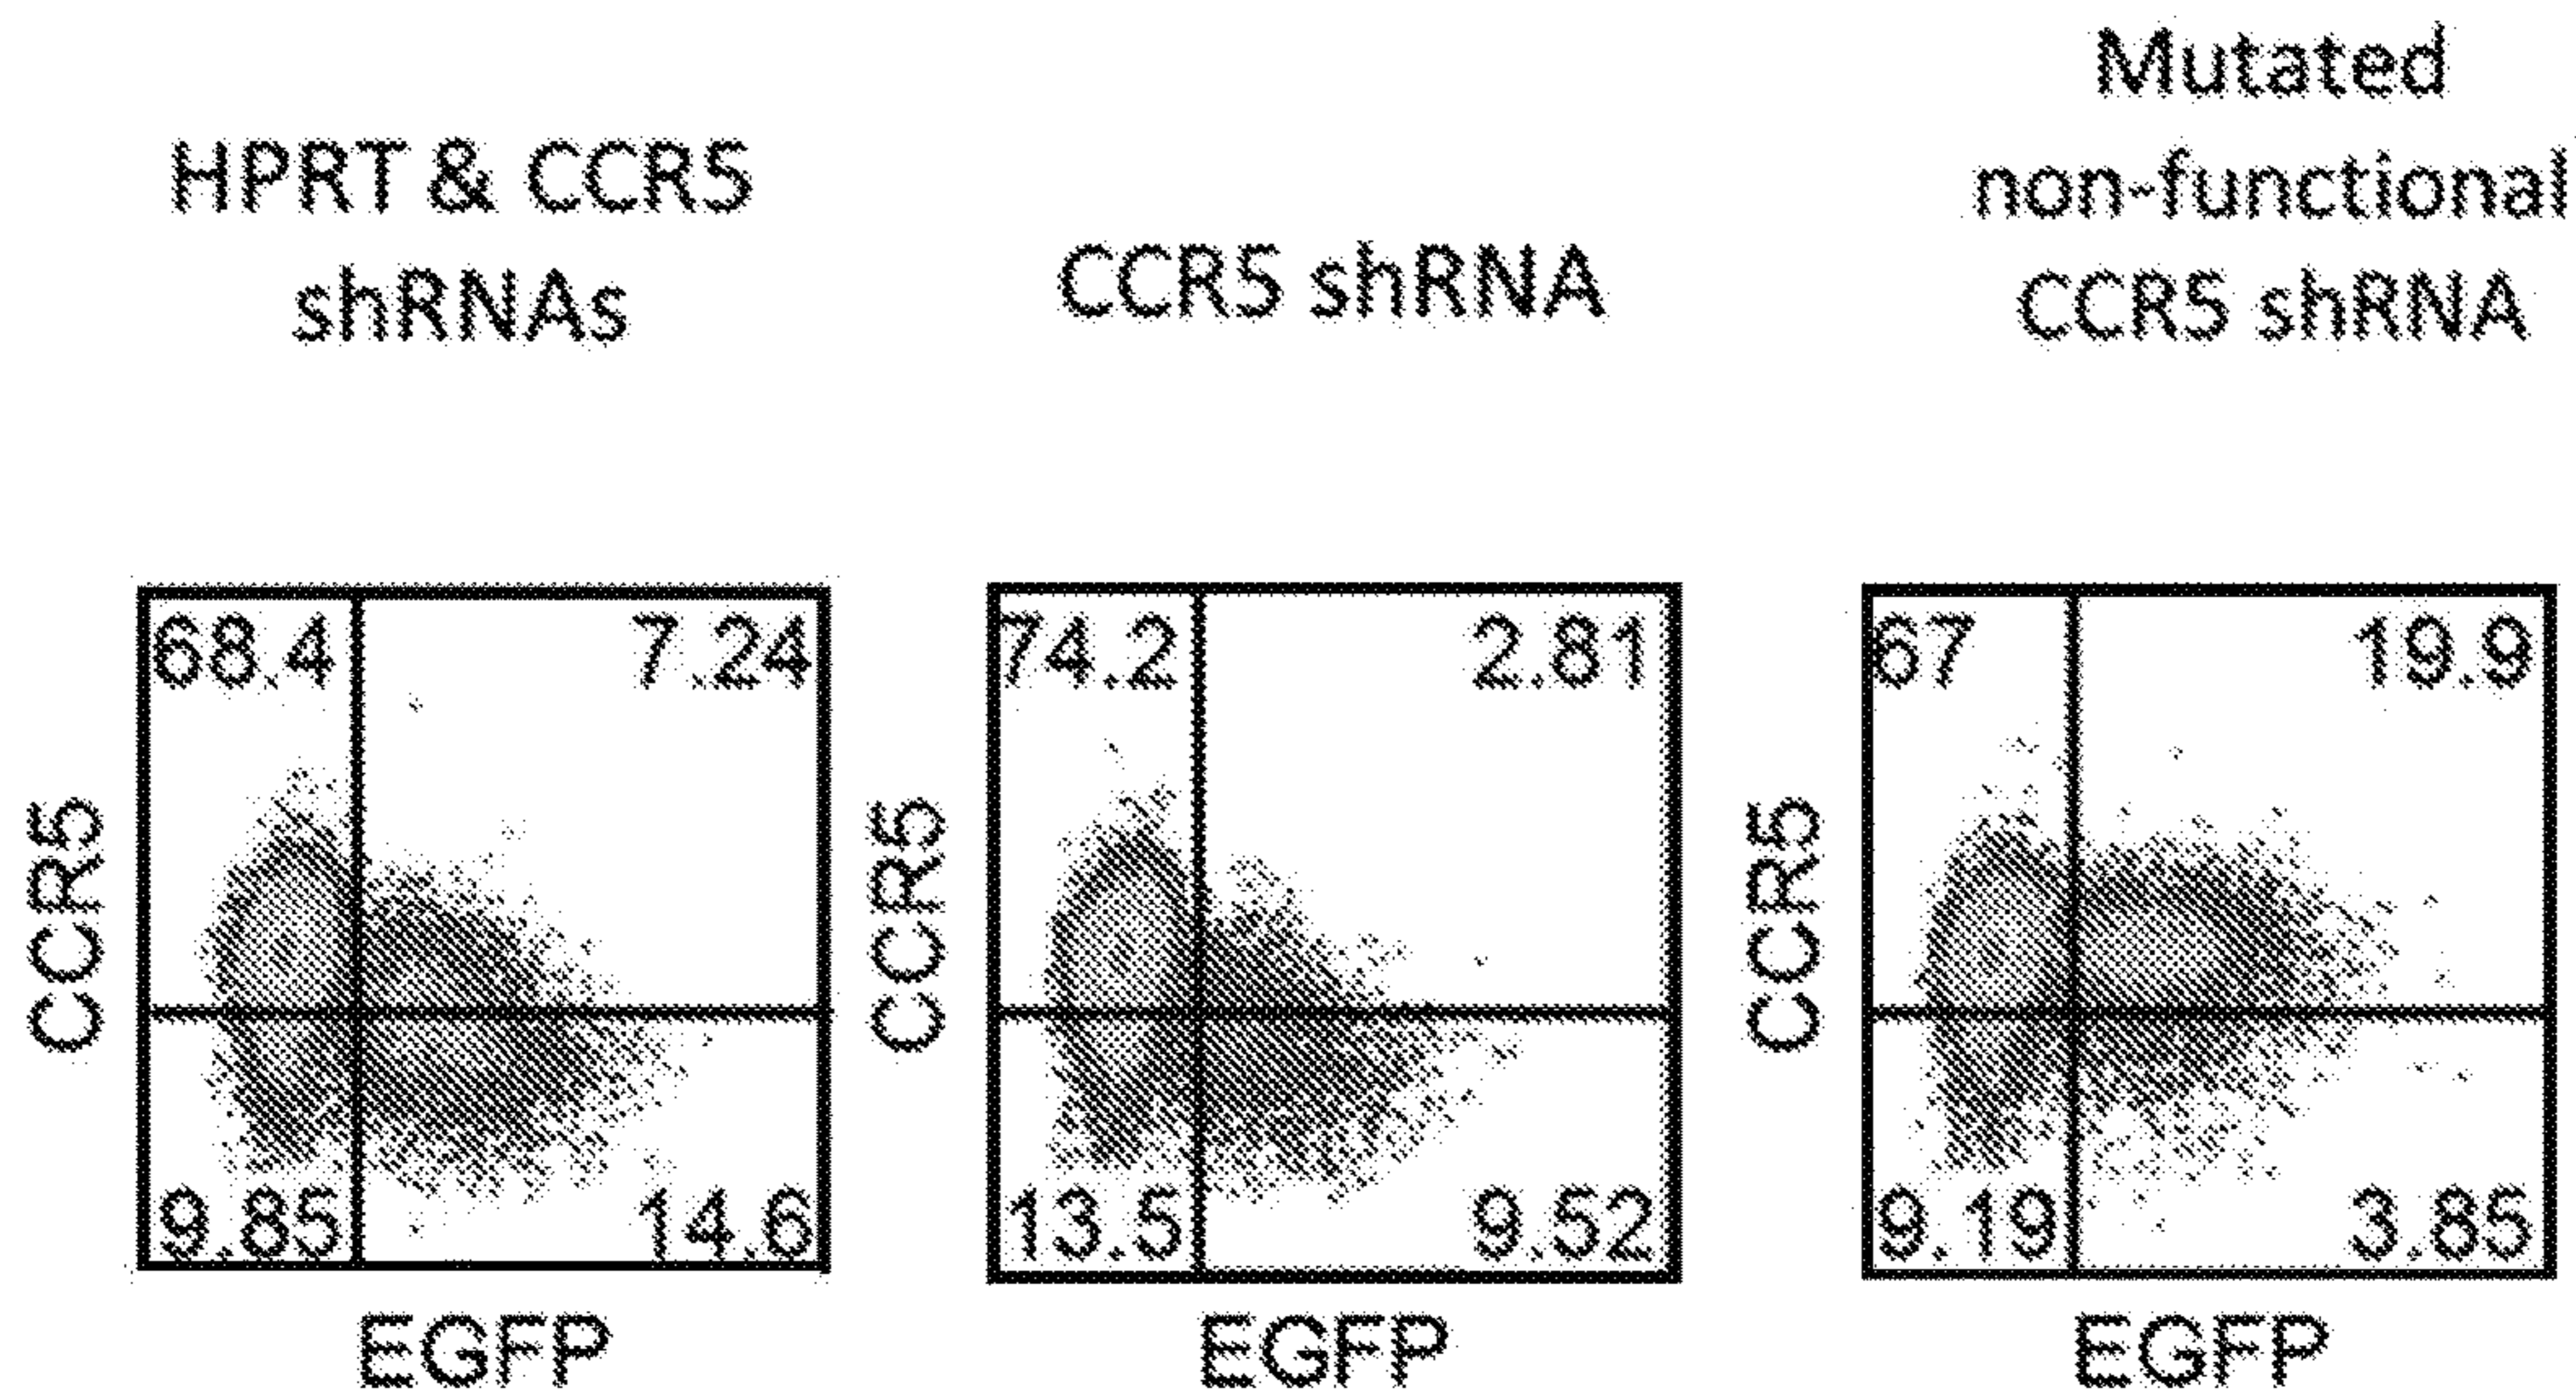 HPRT & CCR5
shRNAs
CCR5 shRNA
Mutated
non-functional
CCR5 shRNA
68.4
7.24
CCR5
9.85
14.6
EGFP
74.2
2.81
CCR5
13.5
9.52
EGFP
67
19.9
CCR5
9.19
3.85
EGFP